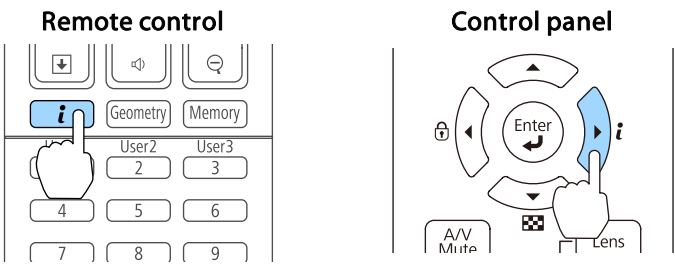 Remote control
Control panel
i
Geometry
Memory
User2
User3
2
3
4
5
6
7
8
9
Enter
i
A/V
Mute
Lens